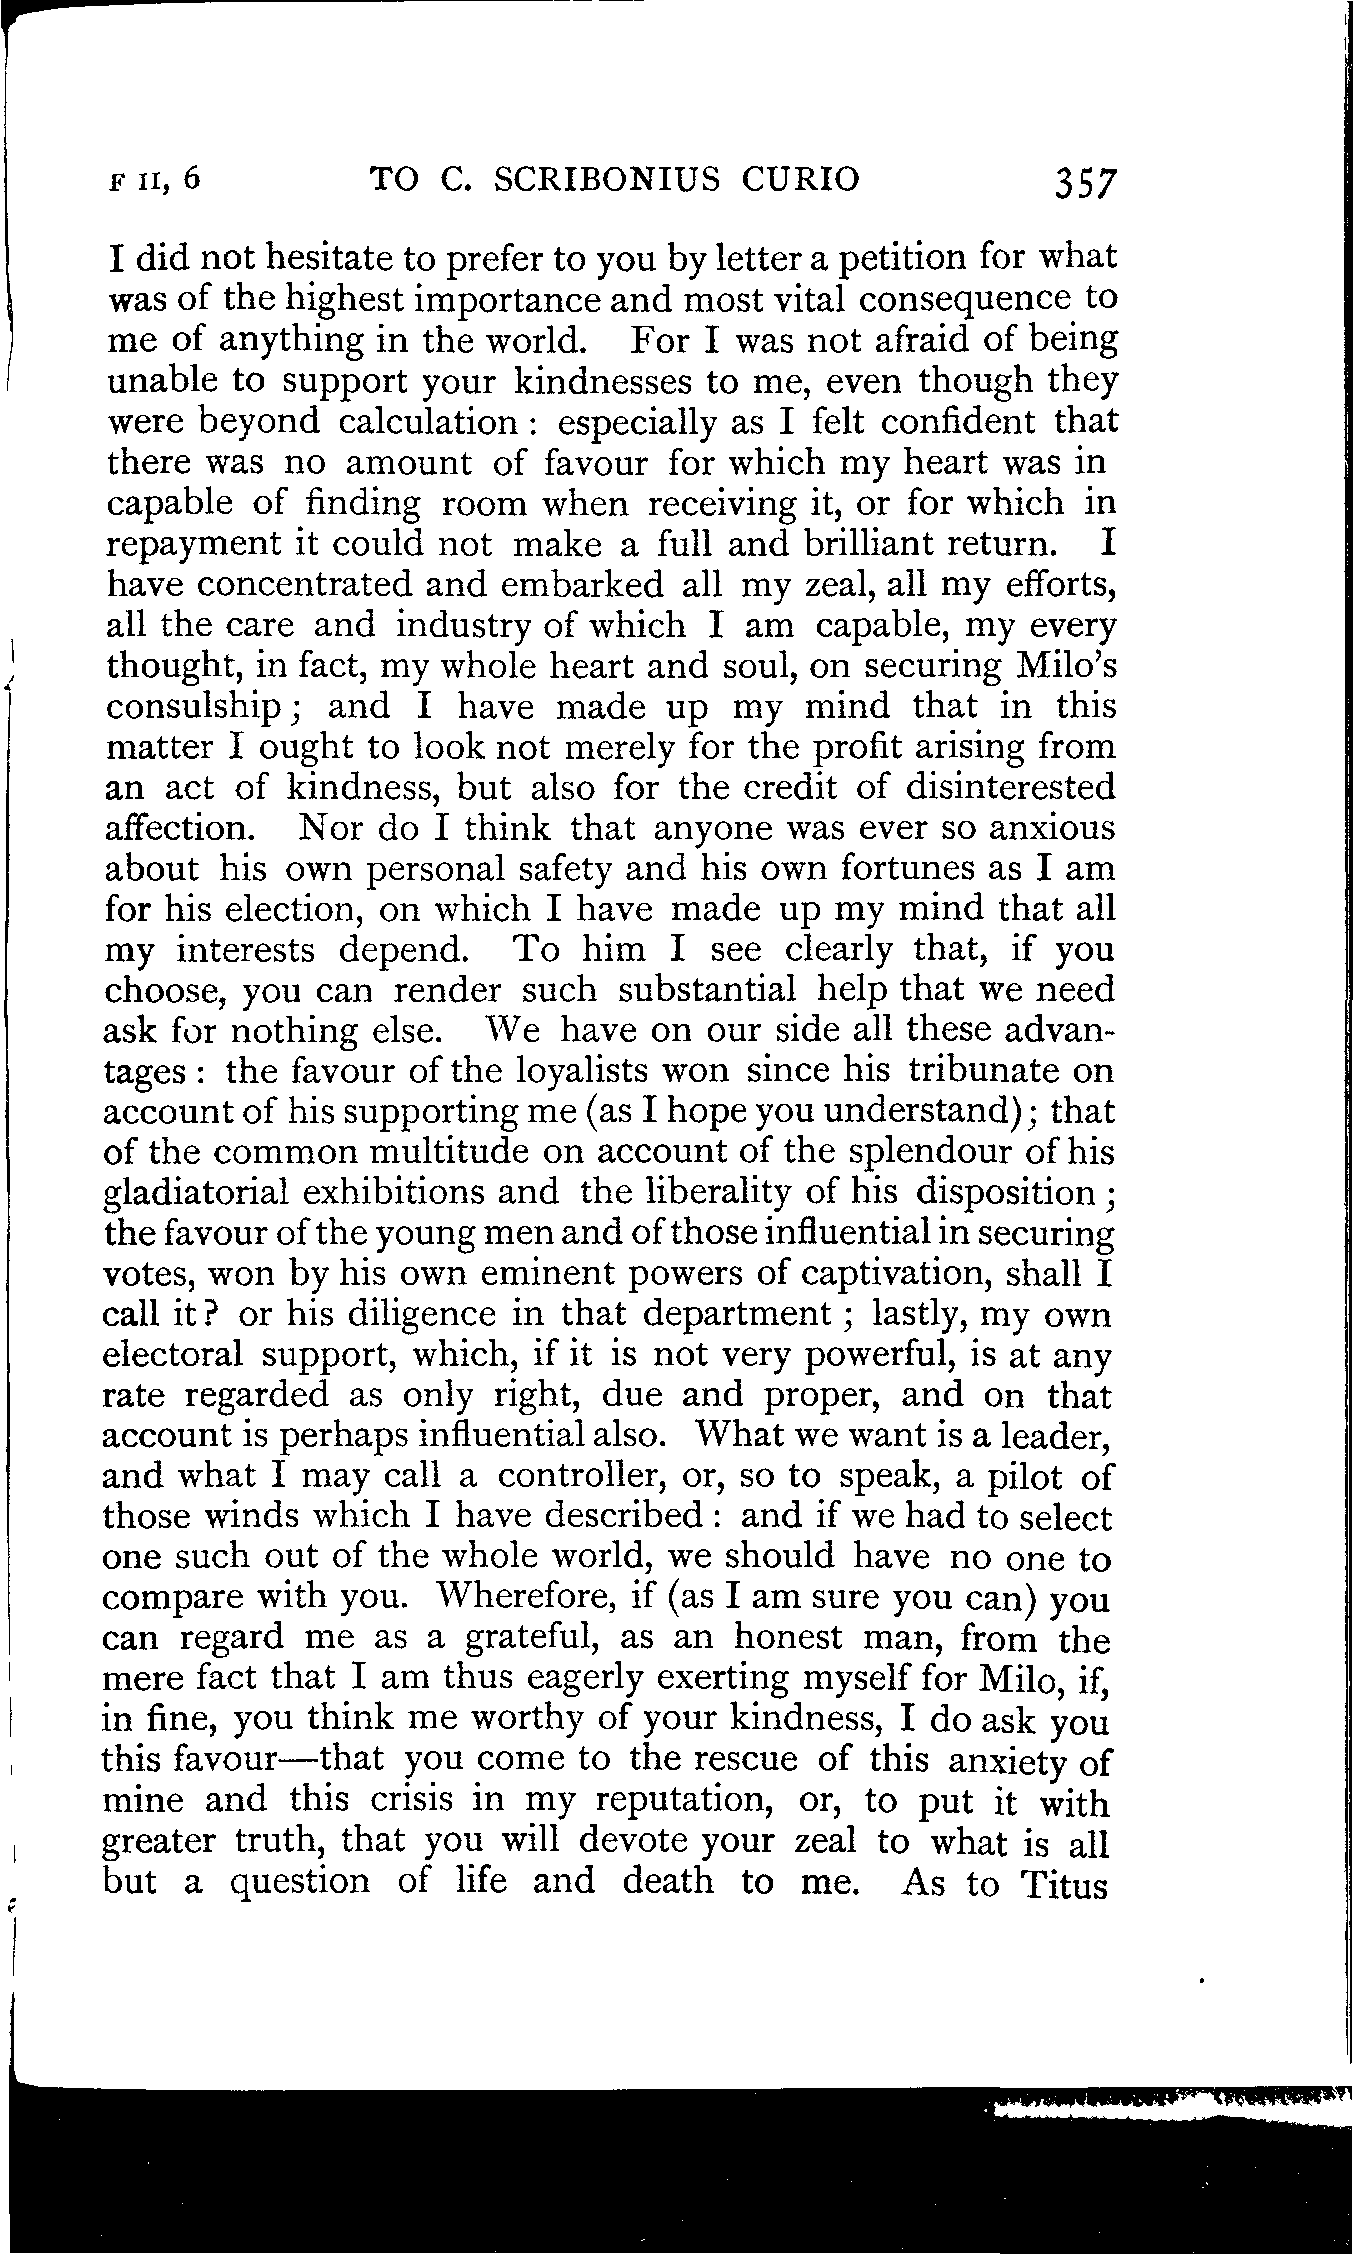 F II, 6 TO C. SCRIBONIUS CURIO 357
I did not hesitate to prefer to you by letter a petition for what
was of the highest importance and most vital consequence to
me of anything in the world. For I was not afraid of being
unable to support your kindnesses to me, even though they
were beyond calculation : especially as I felt confident that
there was no amount of favour for which my heart was in
capable of finding room when receiving it, or for which in
repayment it could not make a full and brilliant return. I
have concentrated and embarked all my zeal, all my efforts,
all the care and industry of which I am capable, my every
thought, in fact, my whole heart and soul, on securing Milo's
consulship ; and I have made up my mind that in this
matter I ought to look not merely for the profit arising from
an act of kindness, but also for the credit of disinterested
affection. Nor do I think that anyone was ever so anxious
about his own personal safety and his own fortunes as I am
for his election, on which I have made up my mind that all
my interests depend. To him I see clearly that, if you
choose, you can render such substantial help that we need
ask for nothing else. We have on our side all these advan-
tages : the favour of the loyalists won since his tribunate on
account of his supporting me (as I hope you understand) ; that
of the common multitude on account of the splendour of his
gladiatorial exhibitions and the liberality of his disposition ;
the favour of the young men and of those influential in securing
votes, won by his own eminent powers of captivation, shall I
call it ? or his diligence in that department ; lastly, my own
electoral support, which, if it is not very powerful, is at any
rate regarded as only right, due and proper, and on that
account is perhaps influential also. What we want is a leader,
and what I may call a controller, or, so to speak, a pilot of
those winds which I have described : and if we had to select
one such out of the whole world, we should have no one to
compare with you. Wherefore, if (as I am sure you can) you
can regard me as a grateful, as an honest man, from the
mere fact that I am thus eagerly exerting myself for Milo, if,
in fine, you think me worthy of your kindness, I do ask you
this favour—that you come to the rescue of this anxiety of
mine and this crisis in my reputation, or, to put it with
greater truth, that you will devote your zeal to what is all
but a question of life and death to me. As to Titus